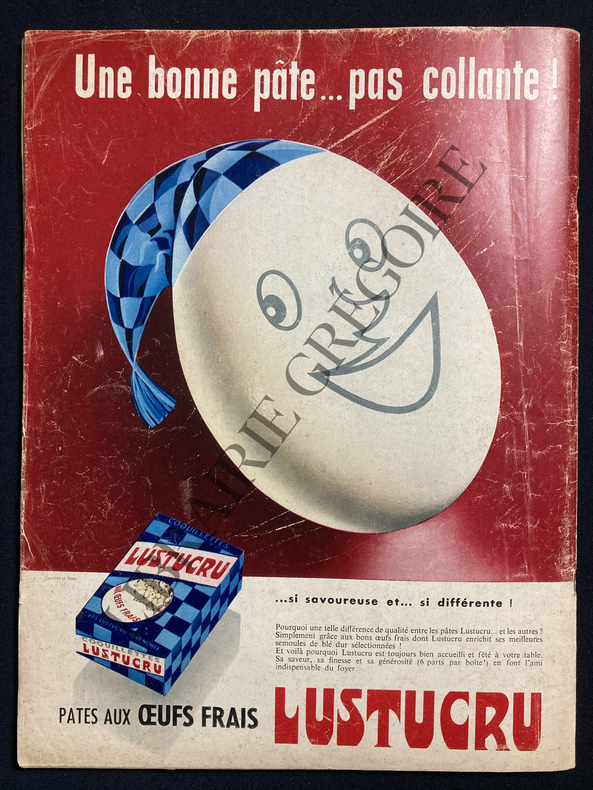 Une bonne pâte...pas collante !
LIBRAIRIE GRÉGOIRE
COQUILLETTES
LUSTUCRU
ŒUFS FRAIS
COQUILLETTES
LUSTUCRU
...si savoureuse et... si différente !
Pourquoi une telle différence de qualité entre les pâtes Lustucru... et les autres ?
Simplement grâce aux bons œufs frais dont Lustucru enrichit ses meilleures
semoules de blé dur sélectionnées !
Et voilà pourquoi Lustucru est toujours bien accueilli et fêté à votre table.
Sa saveur, sa finesse et sa générosité (6 parts par boîte !) en font l'ami
indispensable du foyer.
PATES AUX ŒUFS FRAIS
LUSTUCRU